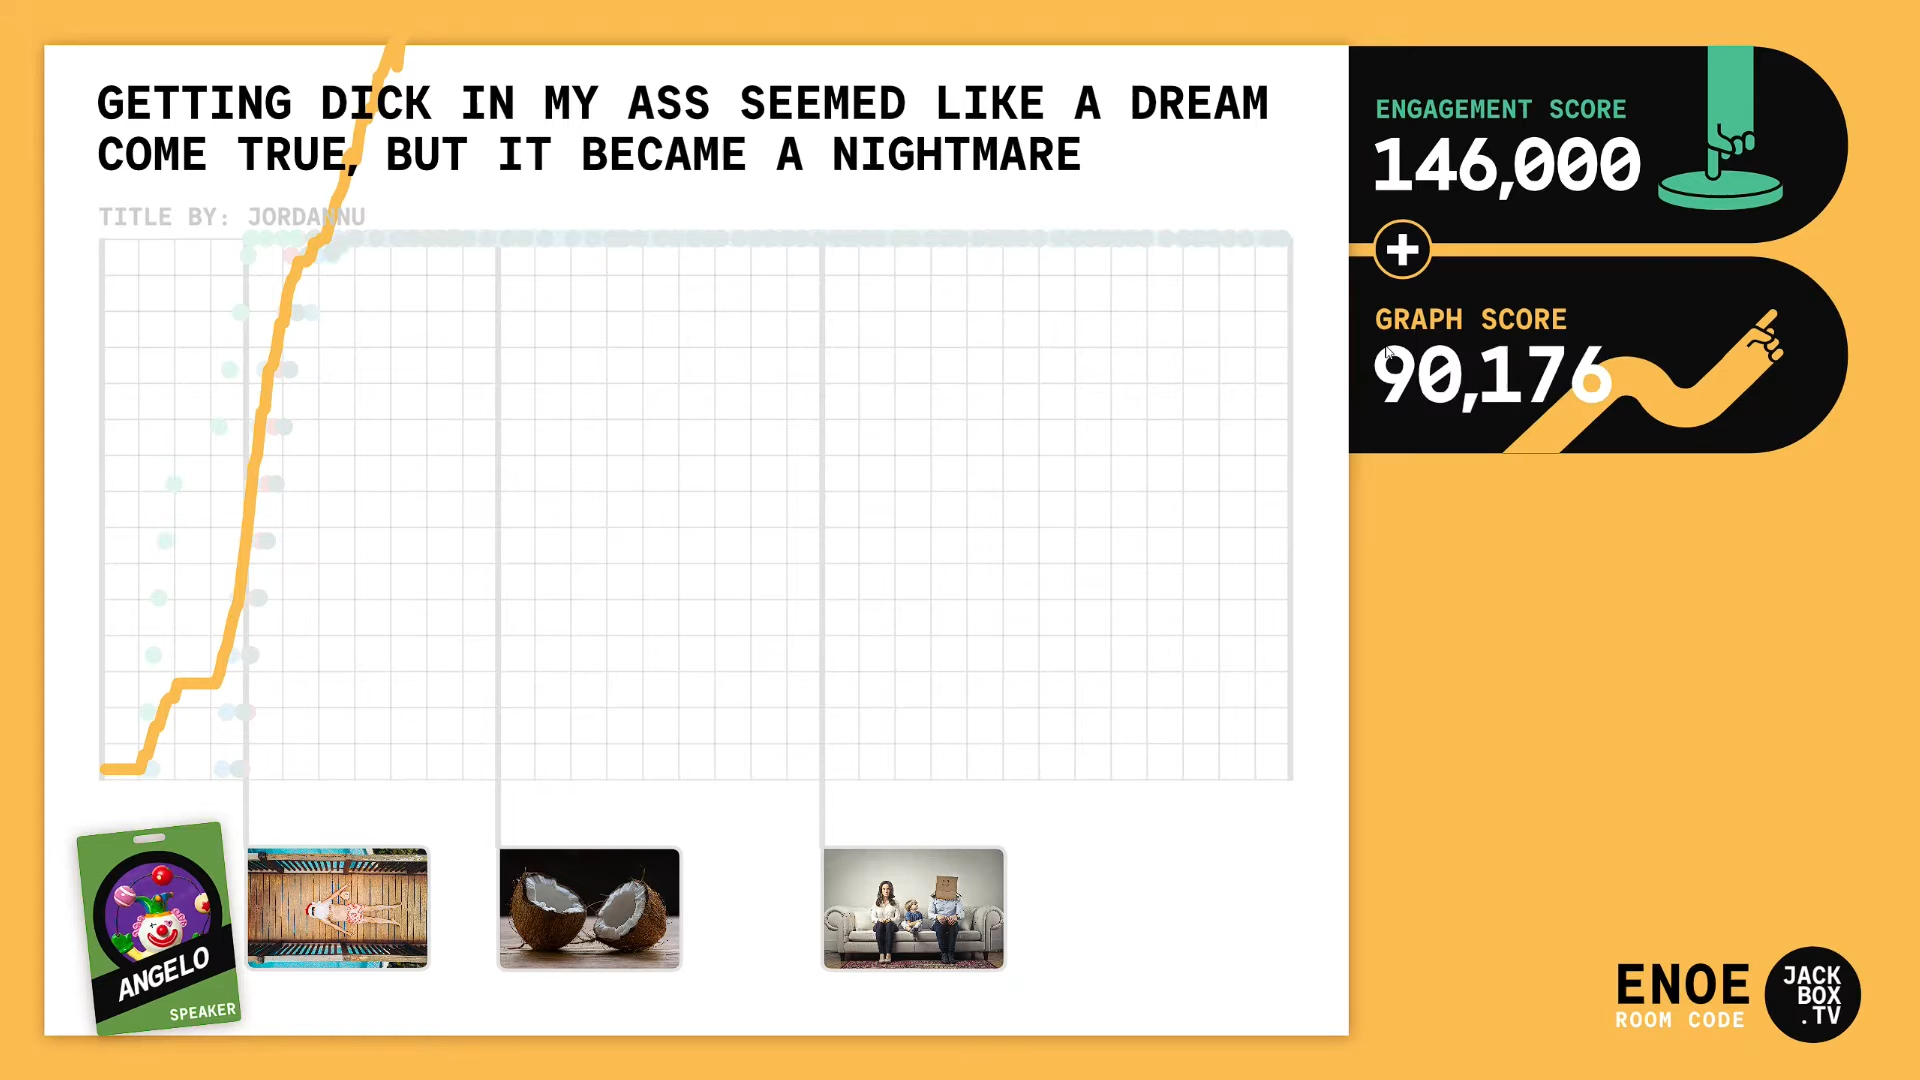 GETTING DICK IN MY ASS SEEMED LIKE A DREAM
COME TRUE, BUT IT BECAME A NIGHTMARE
TITLE BY: JORDANNU
ENGAGEMENT SCORE
146,000
+
GRAPH SCORE
90,176
ANGELO
SPEAKER
ENOE
ROOM CODE
JACK
BOX
.TV